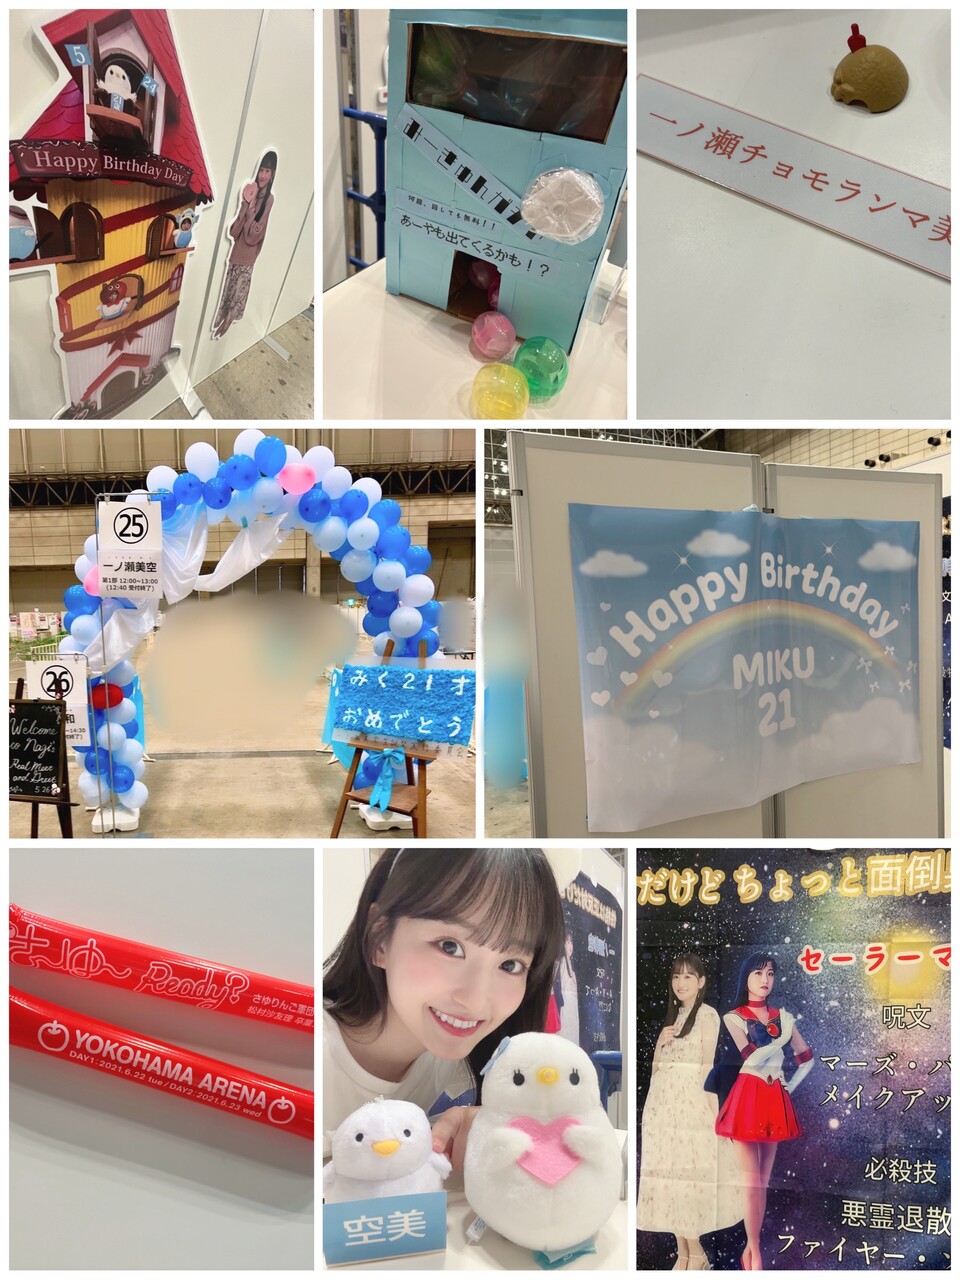 5
24
21
Happy Birthday Day
みーきゅんガ
何回、回しても無料!!
あーやも出てくるかも!?
一ノ瀬チョモランマ美
25
一ノ瀬美空
第1部 12:00~13:00
(12:40 受付終了)
26
和
~14:30
Welcome
to Nagi's
Real Meet
and Greet
5.26
みく21才
おめでとう
Happy Birthday
MIKU
21
さゆ~ Ready?
さゆりんご軍団
松村沙友理 卒業
YOKOHAMA ARENA
DAY1:2021.6.22 tue/DAY2:2021.6.23 wed
美空
だけどちょっと面倒
セーラーマ
呪文
マーズ・パ
メイクアッ
必殺技
悪霊退散
ファイヤー・ソ